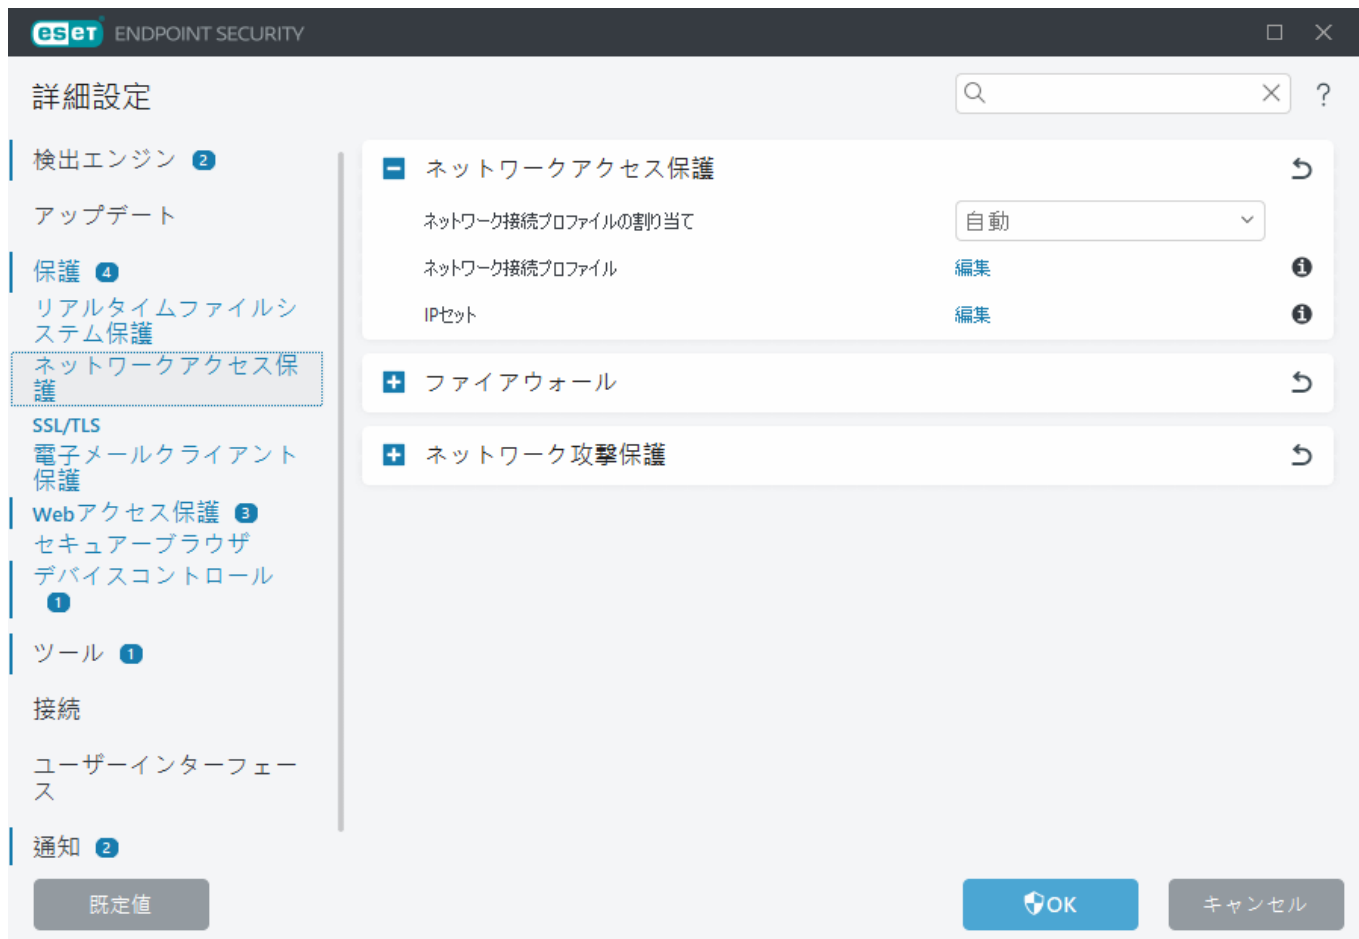 eset ENDPOINT SECURITY
詳細設定
?
検出エンジン 2
アップデート
保護 4
リアルタイムファイルシ
ステム保護
ネットワークアクセス保
護
SSL/TLS
電子メールクライアント
保護
Webアクセス保護 3
セキュアーブラウザ
デバイスコントロール
1
ツール 1
接続
ユーザーインターフェー
ス
通知 2
ネットワークアクセス保護
ネットワーク接続プロファイルの割り当て 自動
ネットワーク接続プロファイル 編集
IPセット 編集
ファイアウォール
ネットワーク攻撃保護
既定値
OK
キャンセル